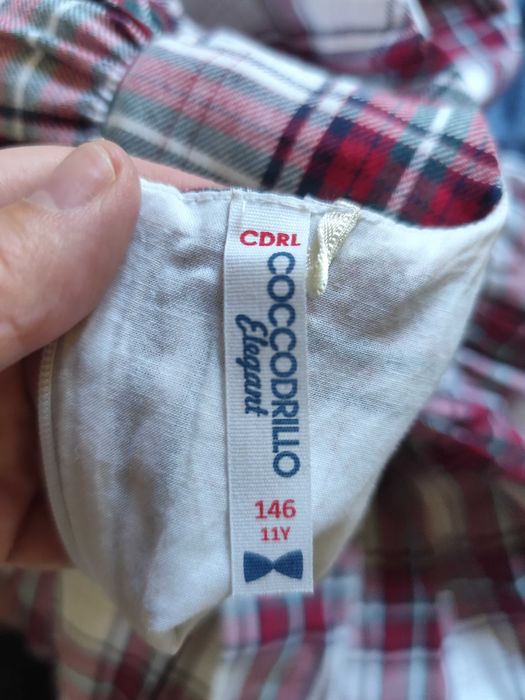 CDRL
COCCODRILLO
Elegant
146
11Y